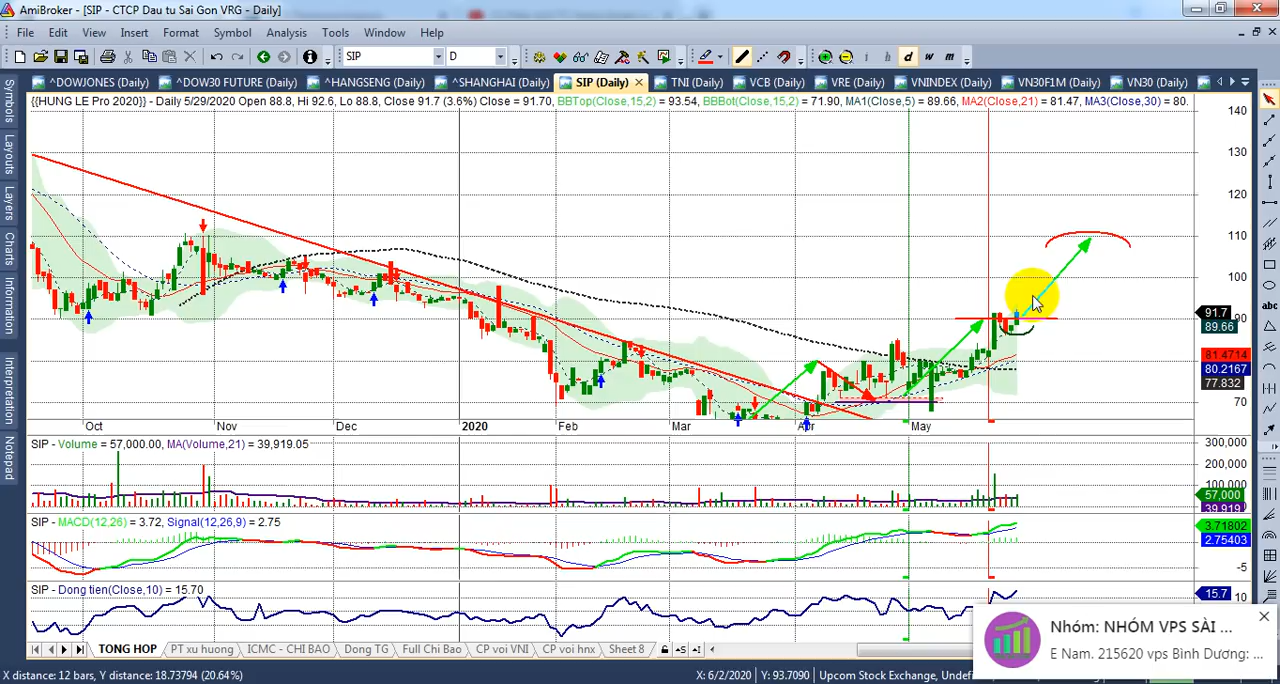 AmiBroker - [SIP - CTCP Dau tu Sai Gon VRG - Daily]
File Edit View Insert Format Symbol Analysis Tools Window Help
SIP D d w m
^DOWJONES (Daily) ^DOW30 FUTURE (Daily) ^HANGSENG (Daily) ^SHANGHAI (Daily) SIP (Daily) TNI (Daily) VCB (Daily) VRE (Daily) VNINDEX (Daily) VN30F1M (Daily) VN30 (Daily)
{{HUNG LE Pro 2020}} - Daily 5/29/2020 Open 88.8, Hi 92.6, Lo 88.8, Close 91.7 (3.6%) Close = 91.70, BBTop(Close,15,2) = 93.54, BBBot(Close,15,2) = 71.90, MA1(Close,5) = 89.66, MA2(Close,21) = 81.47, MA3(Close,30) = 80.
Symbols
Layouts
Layers
Charts
Information
Interpretation
Notepad
abc
140
130
120
110
100
90
91.7
89.66
81.4714
80.2167
77.832
70
Oct Nov Dec 2020 Feb Mar Apr May
SIP - Volume = 57,000.00, MA(Volume,21) = 39,919.05
300,000
200,000
100,000
57,000
39,919
SIP - MACD(12,26) = 3.72, Signal(12,26,9) = 2.75
3.71802
2.75403
-5
SIP - Dong tien(Close,10) = 15.70
15.7
10
Nhóm: NHÓM VPS SÀI ...
E Nam. 215620 vps Bình Dương: ...
TONG HOP PT xu huong ICMC - CHI BAO Dong TG Full Chi Bao CP voi VNI CP voi hnx Sheet 8
X distance: 12 bars, Y distance: 18.73794 (20.64%) X: 6/2/2020 Y: 93.7090 Upcom Stock Exchange, Undef